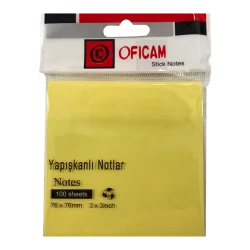 OFICAM
Stick Notes
Yapışkanlı Notlar
Notes
100 sheets
76 x 76mm 3 x 3inch